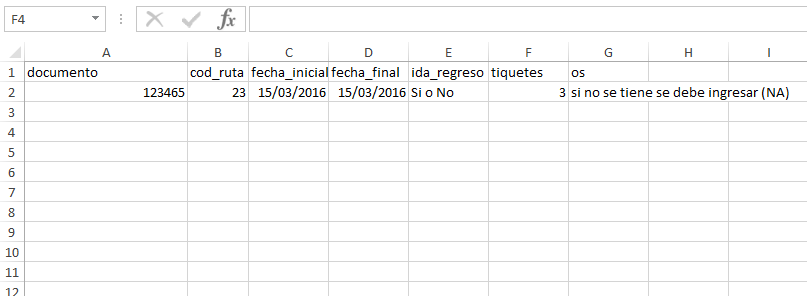 F4 fx
A B C D E F G H I
1 documento cod_ruta fecha_inicial fecha_final ida_regreso tiquetes os
2 123465 23 15/03/2016 15/03/2016 Si o No 3 si no se tiene se debe ingresar (NA)
3
4
5
6
7
8
9
10
11
12